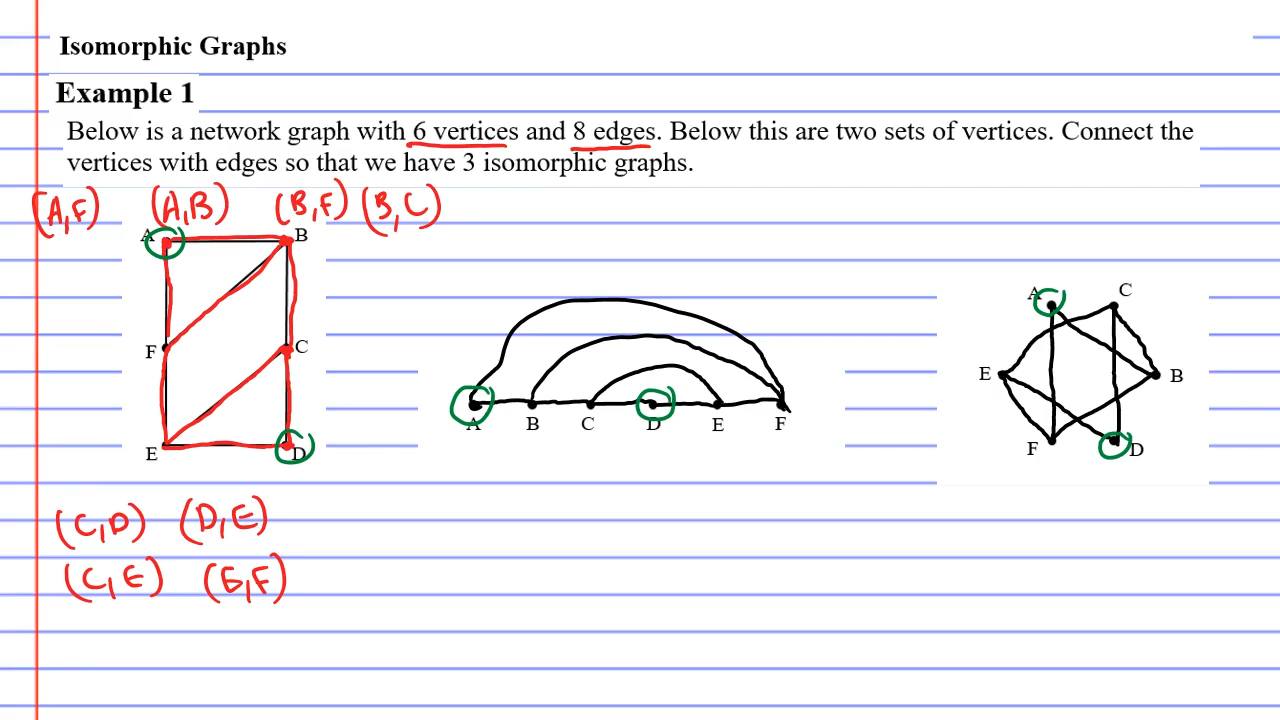 Isomorphic Graphs
Example 1
Below is a network graph with 6 vertices and 8 edges. Below this are two sets of vertices. Connect the
vertices with edges so that we have 3 isomorphic graphs.
(A,F) (A,B) (B,F) (B,C)
A B
F C
E D
A B C D E F
A C
E B
F D
(C,D) (D,E)
(C,E) (E,F)